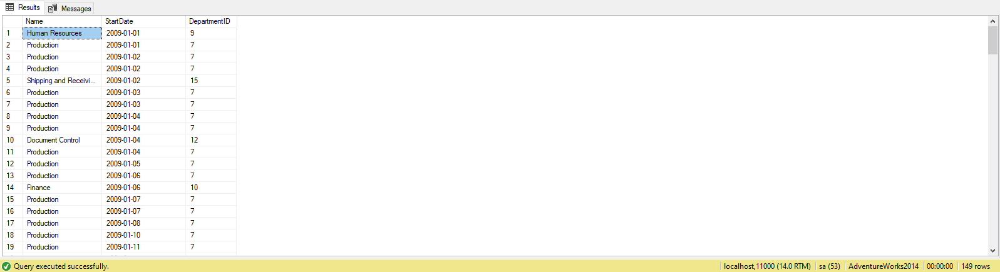 Results Messages
Name StartDate DepartmentID
1 Human Resources 2009-01-01 9
2 Production 2009-01-01 7
3 Production 2009-01-02 7
4 Production 2009-01-02 7
5 Shipping and Receivi... 2009-01-02 15
6 Production 2009-01-03 7
7 Production 2009-01-03 7
8 Production 2009-01-04 7
9 Production 2009-01-04 7
10 Document Control 2009-01-04 12
11 Production 2009-01-04 7
12 Production 2009-01-05 7
13 Production 2009-01-06 7
14 Finance 2009-01-06 10
15 Production 2009-01-07 7
16 Production 2009-01-07 7
17 Production 2009-01-08 7
18 Production 2009-01-10 7
19 Production 2009-01-11 7
Query executed successfully. localhost,11000 (14.0 RTM) sa (53) AdventureWorks2014 00:00:00 149 rows